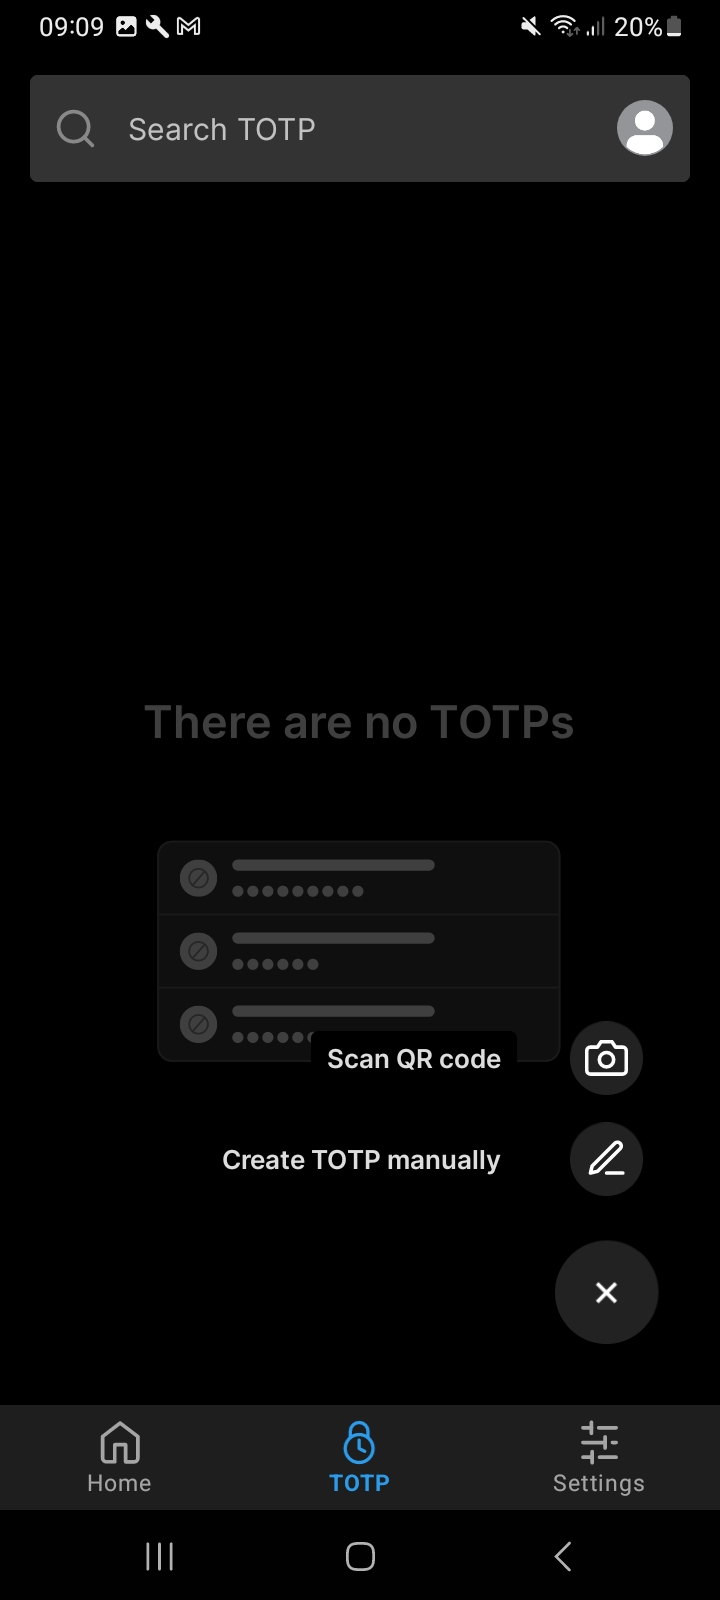 09:09
20%
Search TOTP
There are no TOTPs
Scan QR code
Create TOTP manually
Home
TOTP
Settings